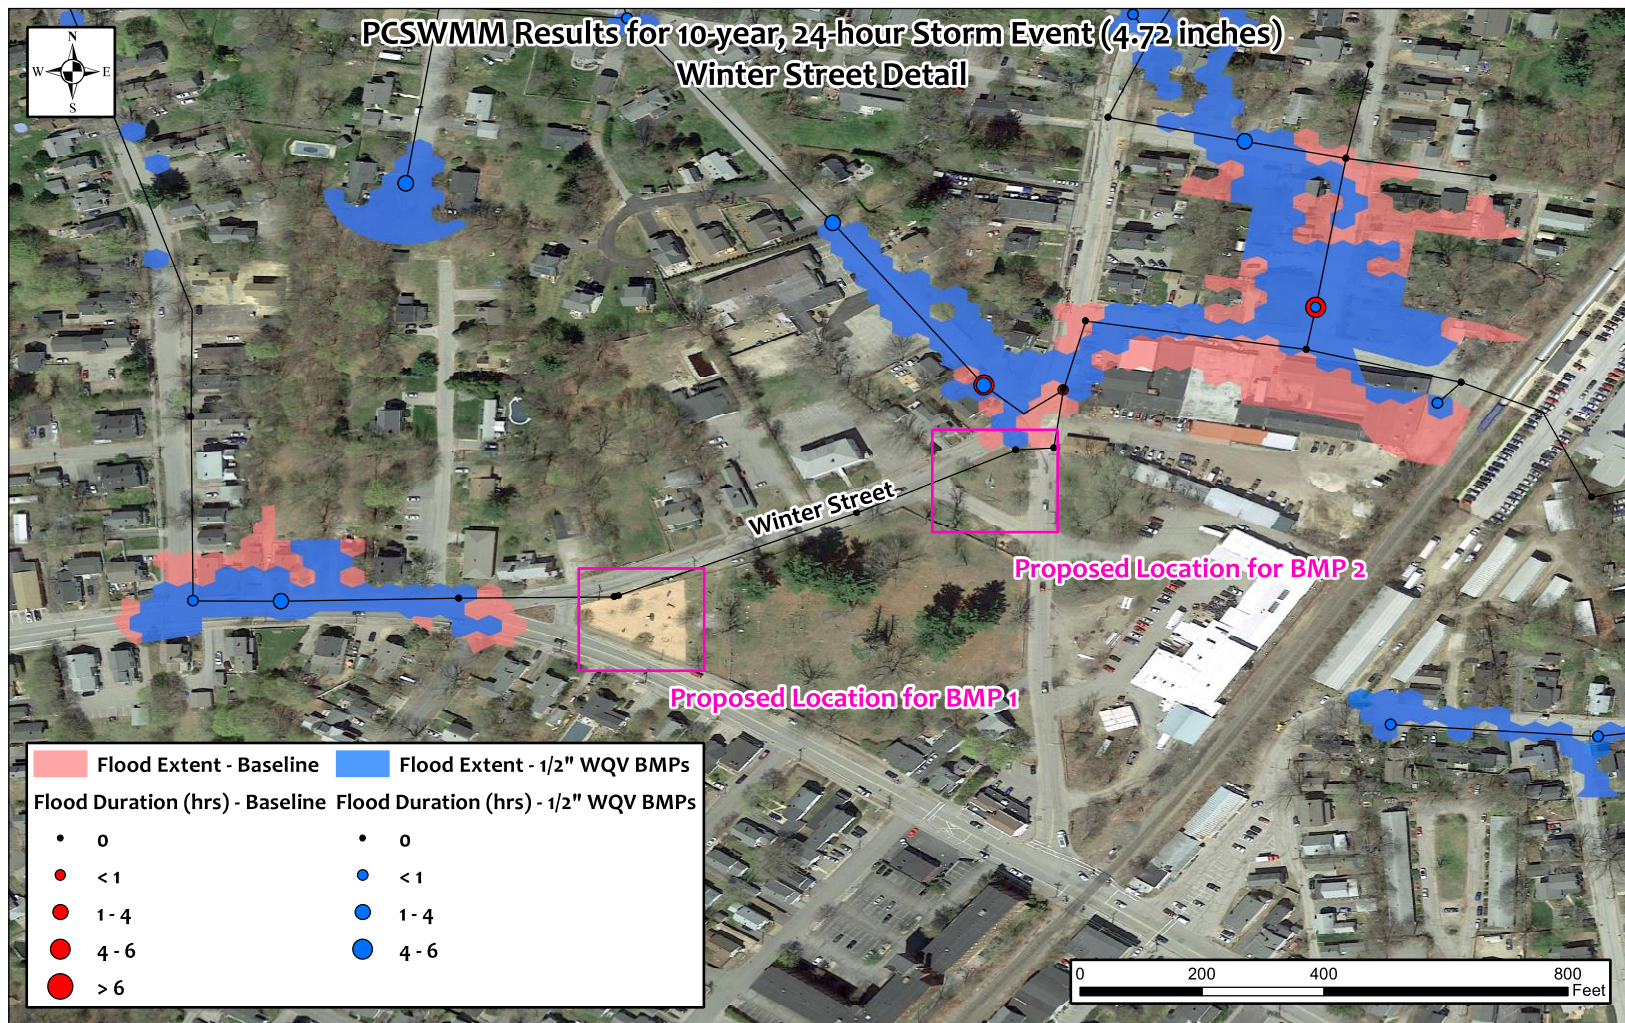 PCSWMM Results for 10-year, 24-hour Storm Event (4.72 inches)
Winter Street Detail
N
W E
S
Winter Street
Proposed Location for BMP 2
Proposed Location for BMP 1
Flood Extent - Baseline
Flood Extent - 1/2" WQV BMPs
Flood Duration (hrs) - Baseline
Flood Duration (hrs) - 1/2" WQV BMPs
0
0
< 1
< 1
1 - 4
1 - 4
4 - 6
4 - 6
> 6
0 200 400 800
Feet